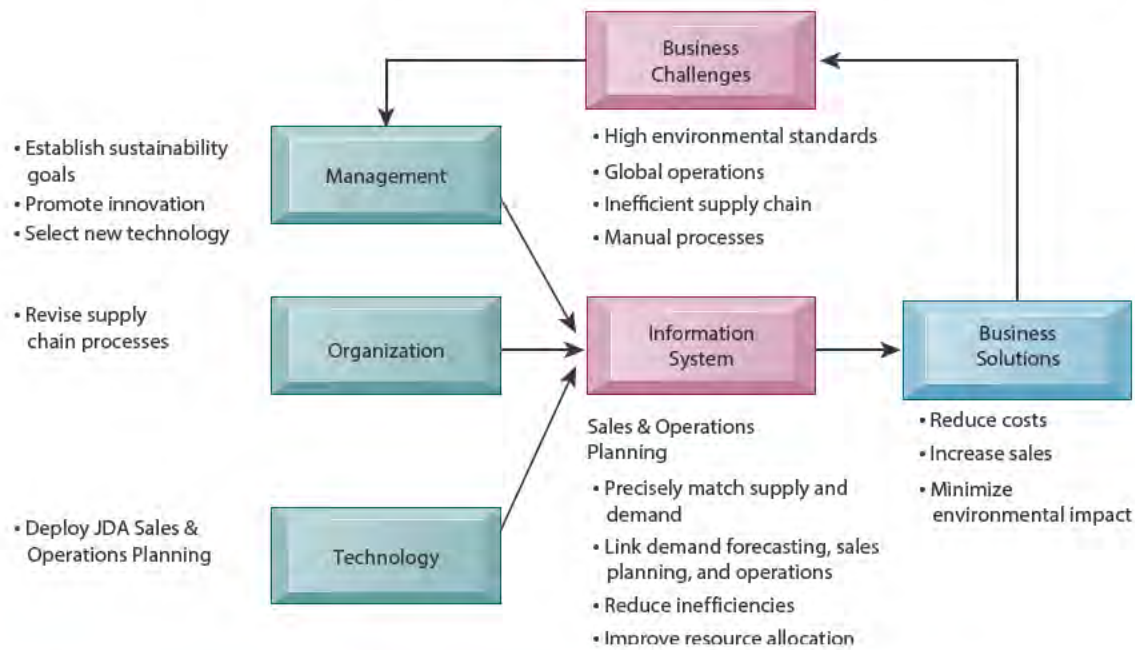 Business
Challenges
• High environmental standards
• Global operations
• Inefficient supply chain
• Manual processes
• Establish sustainability
goals
• Promote innovation
• Select new technology
Management
• Revise supply
chain processes
Organization
• Deploy JDA Sales &
Operations Planning
Technology
Information
System
Sales & Operations
Planning
• Precisely match supply and
demand
• Link demand forecasting, sales
planning, and operations
• Reduce inefficiencies
• Improve resource allocation
Business
Solutions
• Reduce costs
• Increase sales
• Minimize
environmental impact